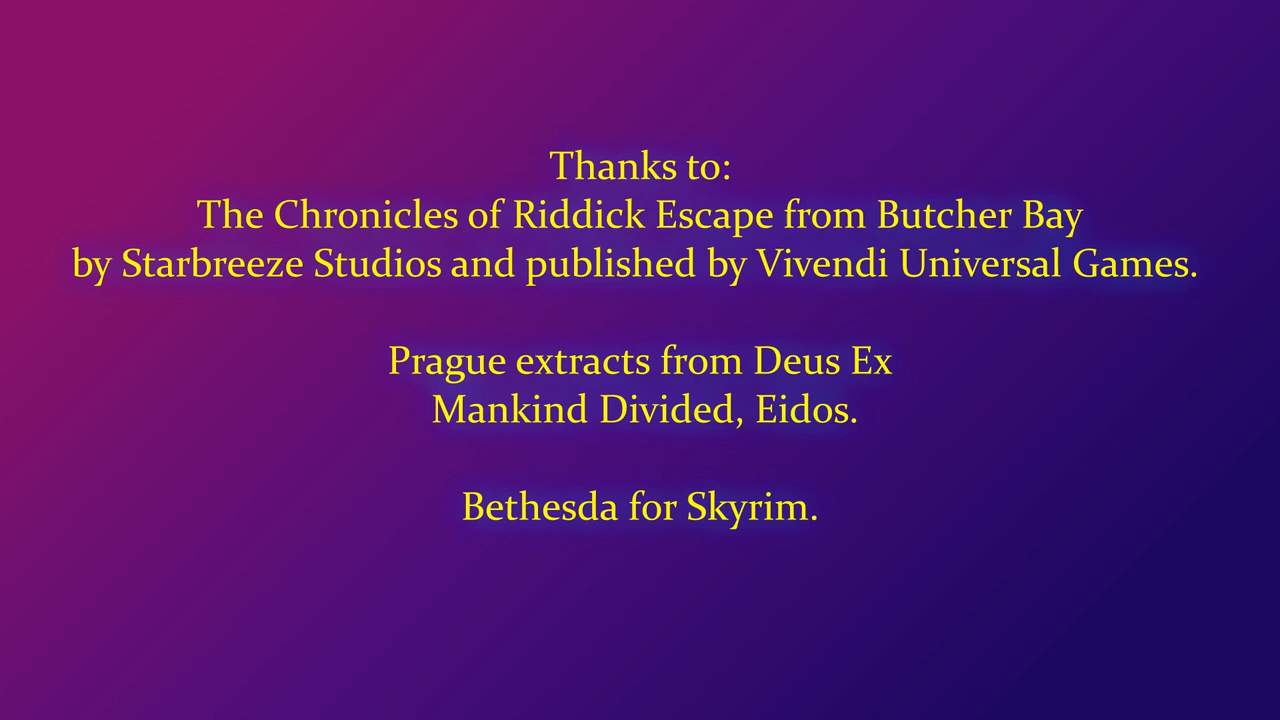 Thanks to:
The Chronicles of Riddick Escape from Butcher Bay
by Starbreeze Studios and published by Vivendi Universal Games.
Prague extracts from Deus Ex
Mankind Divided, Eidos.
Bethesda for Skyrim.